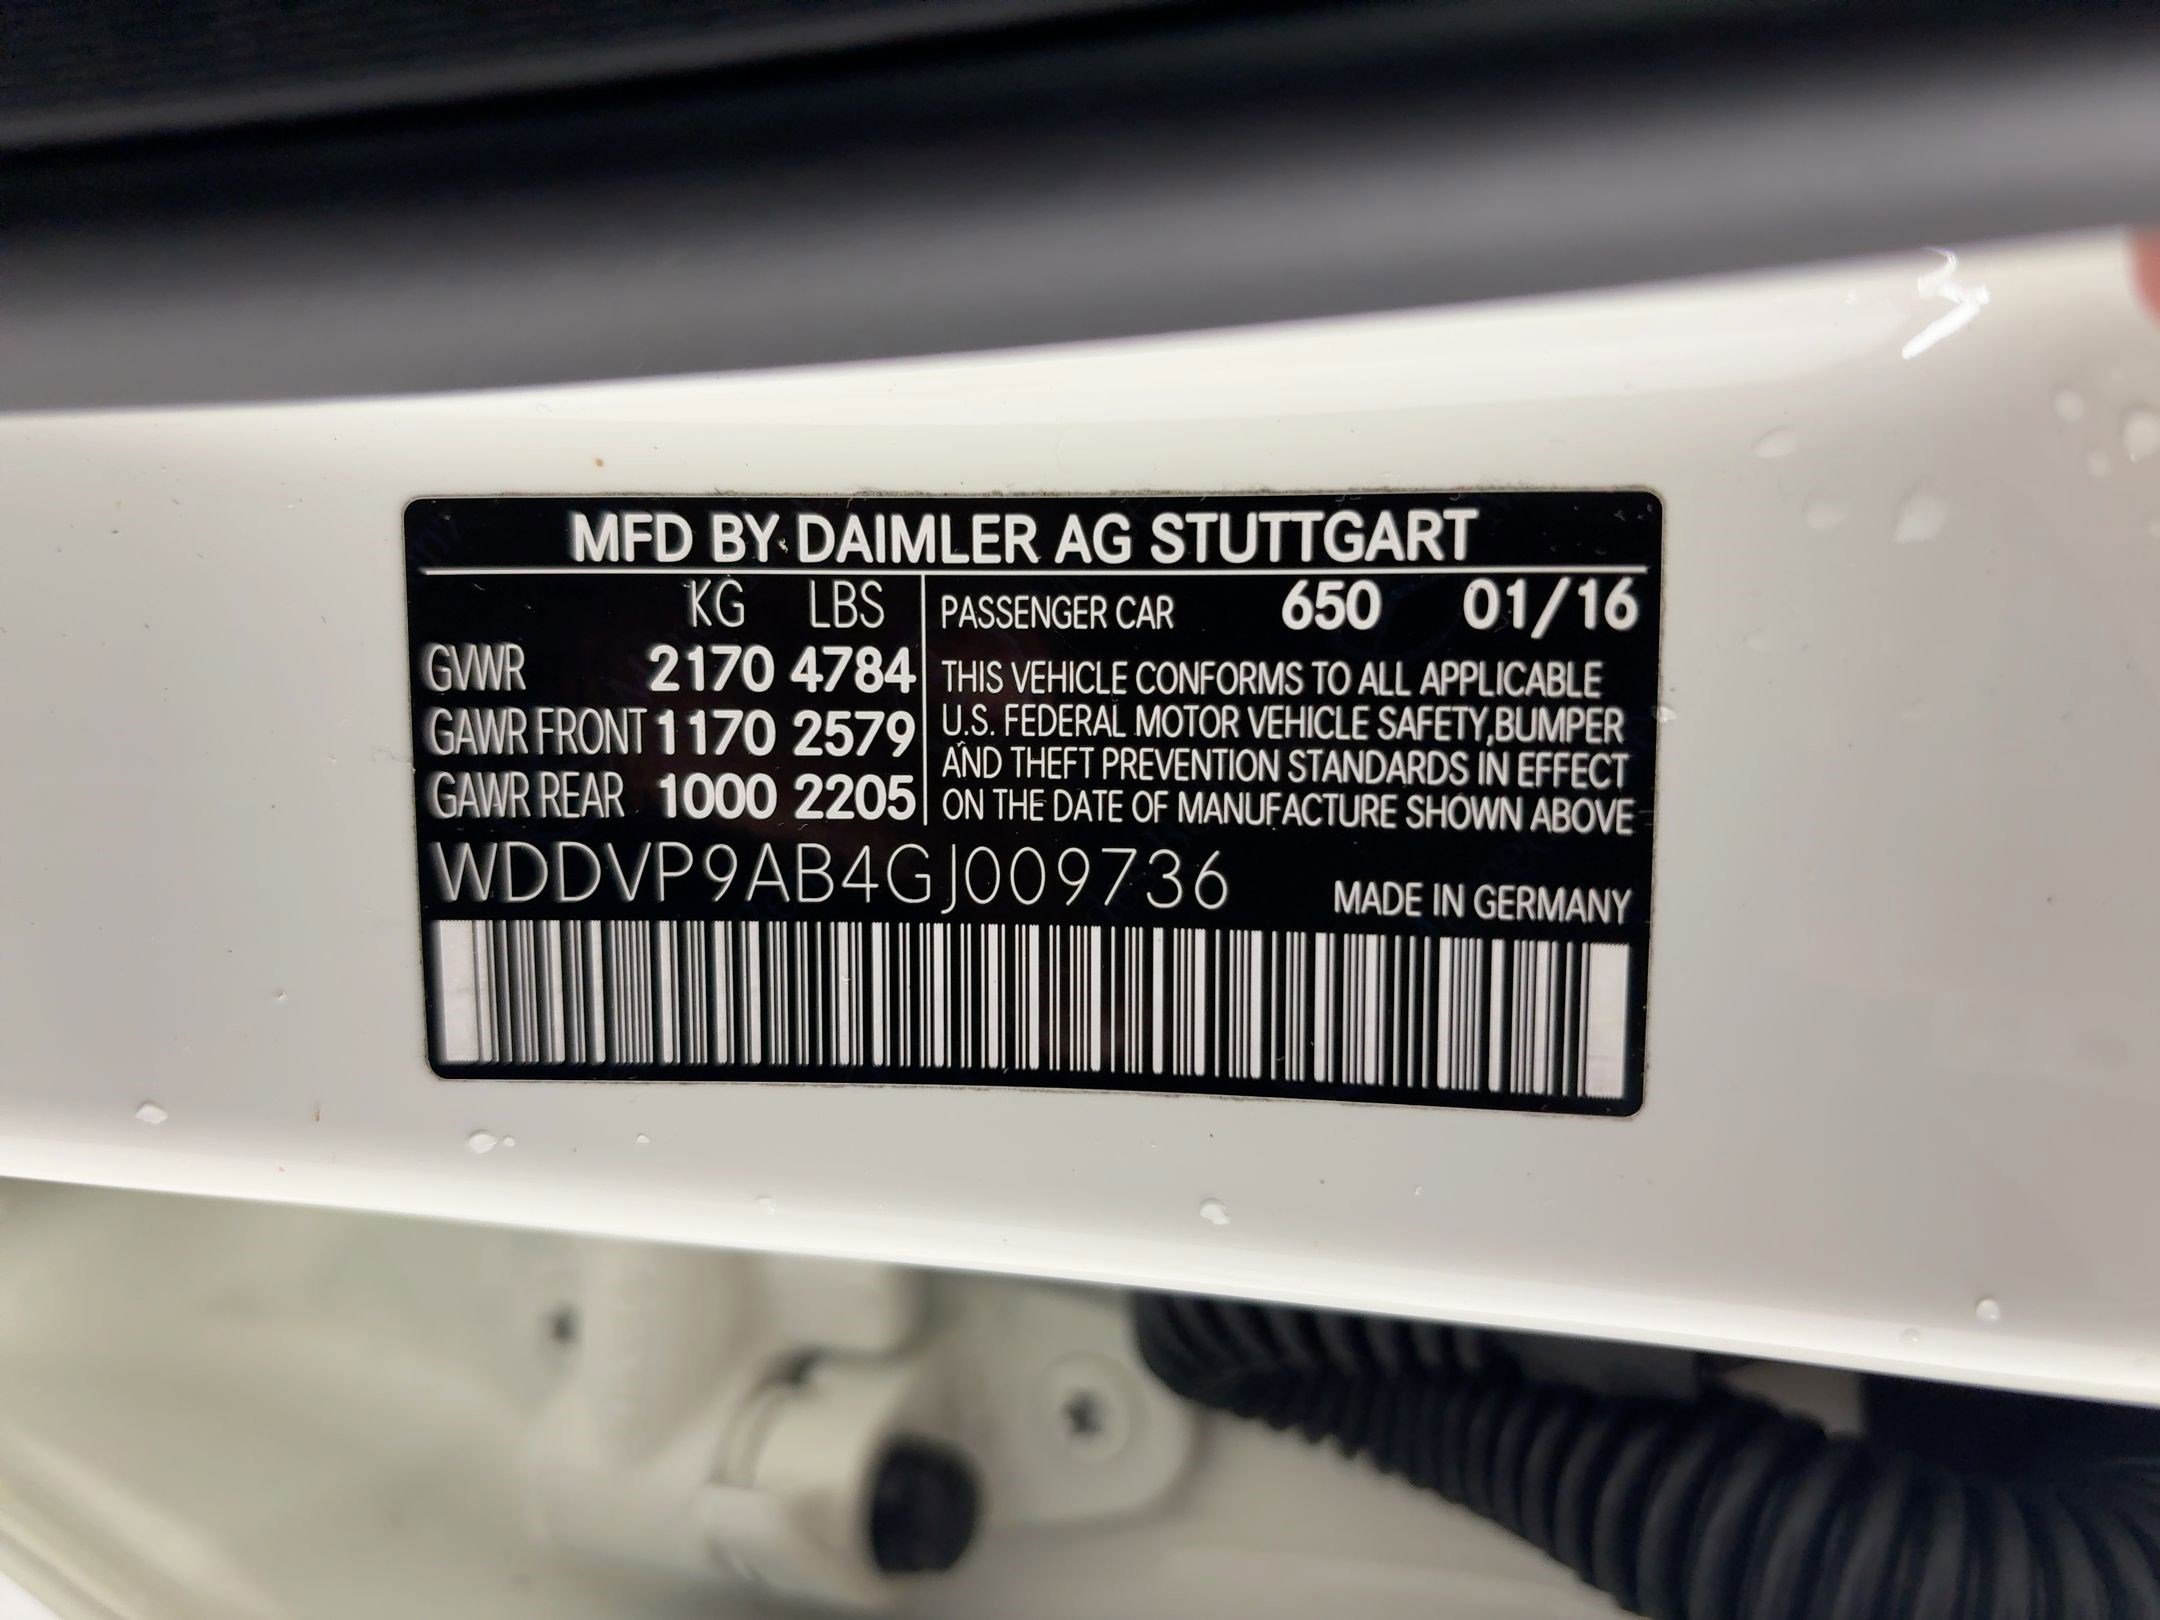 MFD BY DAIMLER AG STUTTGART
KG LBS
GVWR 2170 4784
GAWR FRONT 1170 2579
GAWR REAR 1000 2205
PASSENGER CAR 650 01/16
THIS VEHICLE CONFORMS TO ALL APPLICABLE
U.S. FEDERAL MOTOR VEHICLE SAFETY,BUMPER
AND THEFT PREVENTION STANDARDS IN EFFECT
ON THE DATE OF MANUFACTURE SHOWN ABOVE
WDDVP9AB4GJ009736
MADE IN GERMANY